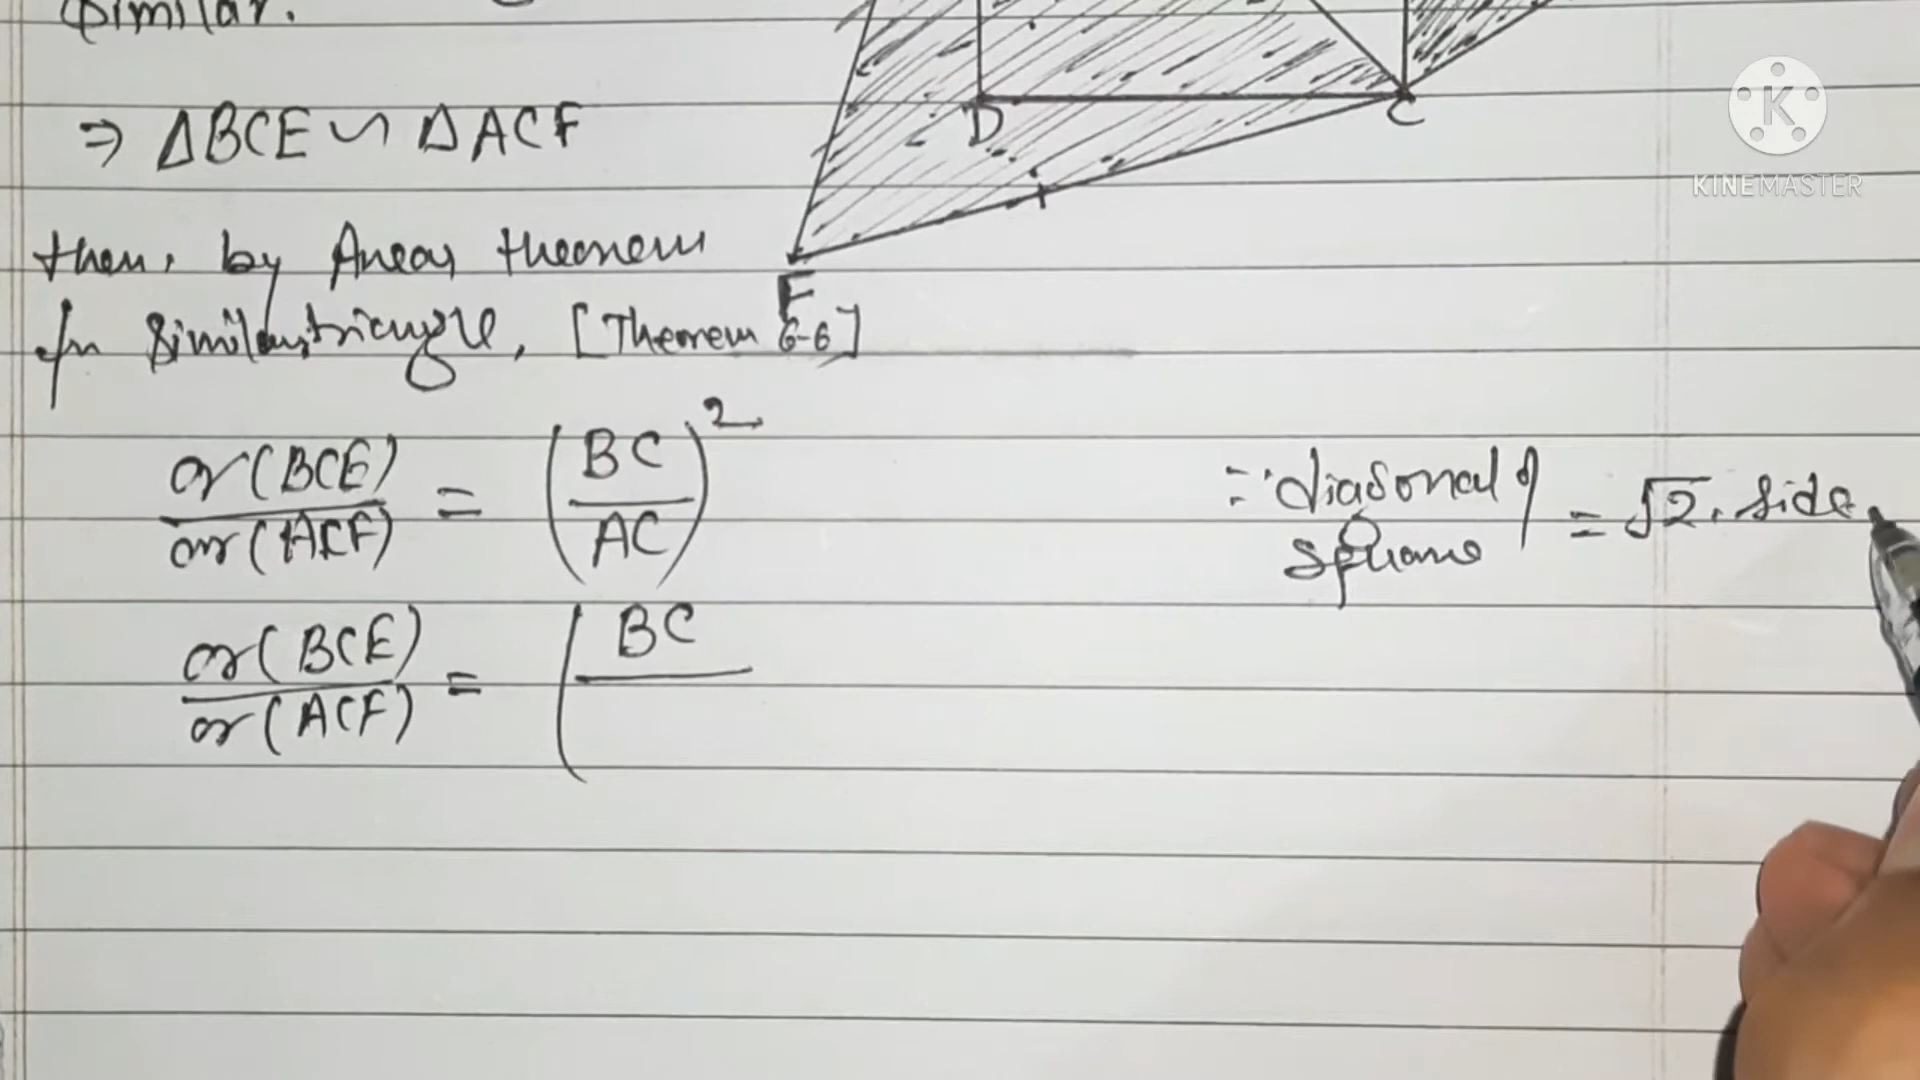 Similar.
D
C
K
KINEMASTER
⇒ ΔBCE ∽ ΔACF
then, by Area theorem
for Similar triangle, [Theorem 6-6]
F
ar(BCE)/ar(ACF) = (BC/AC)²
∵ diagonal of square = √2. side
ar(BCE)/ar(ACF) = (BC/